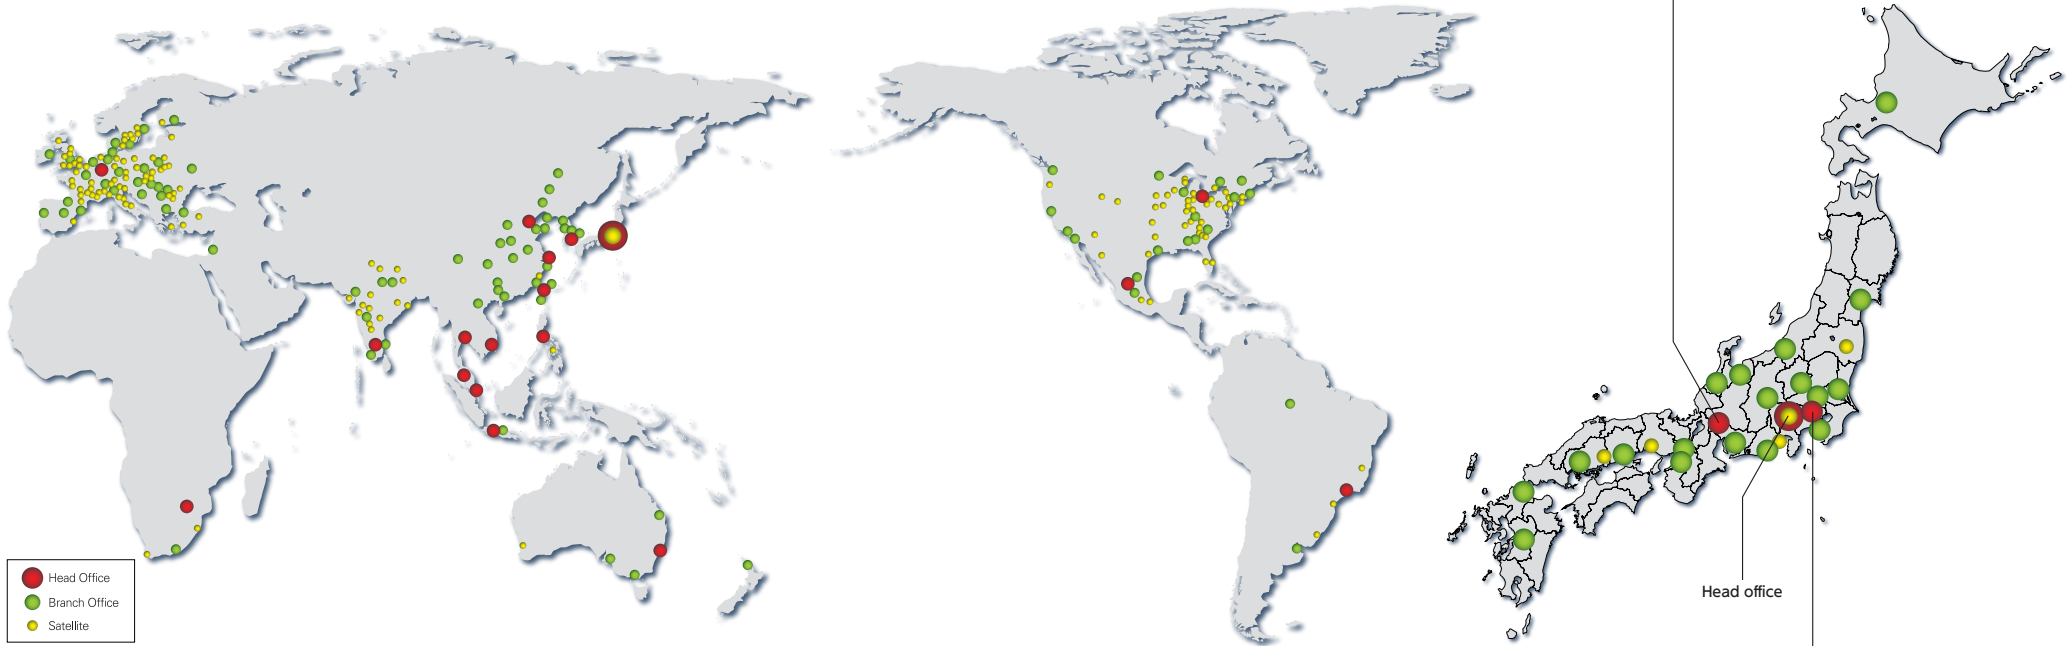 Head Office
Branch Office
Satellite
Head office